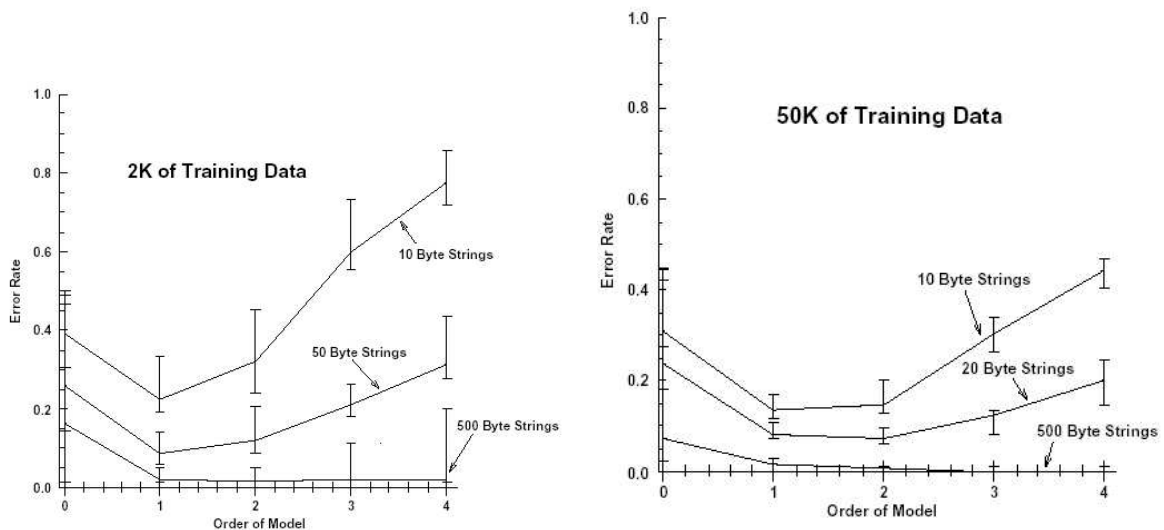 1.0
0.8
0.6
0.4
0.2
0.0
Error Rate
2K of Training Data
10 Byte Strings
50 Byte Strings
500 Byte Strings
0 1 2 3 4
Order of Model
1.0
0.8
0.6
0.4
0.2
0.0
Error Rate
50K of Training Data
10 Byte Strings
20 Byte Strings
500 Byte Strings
0 1 2 3 4
Order of Model